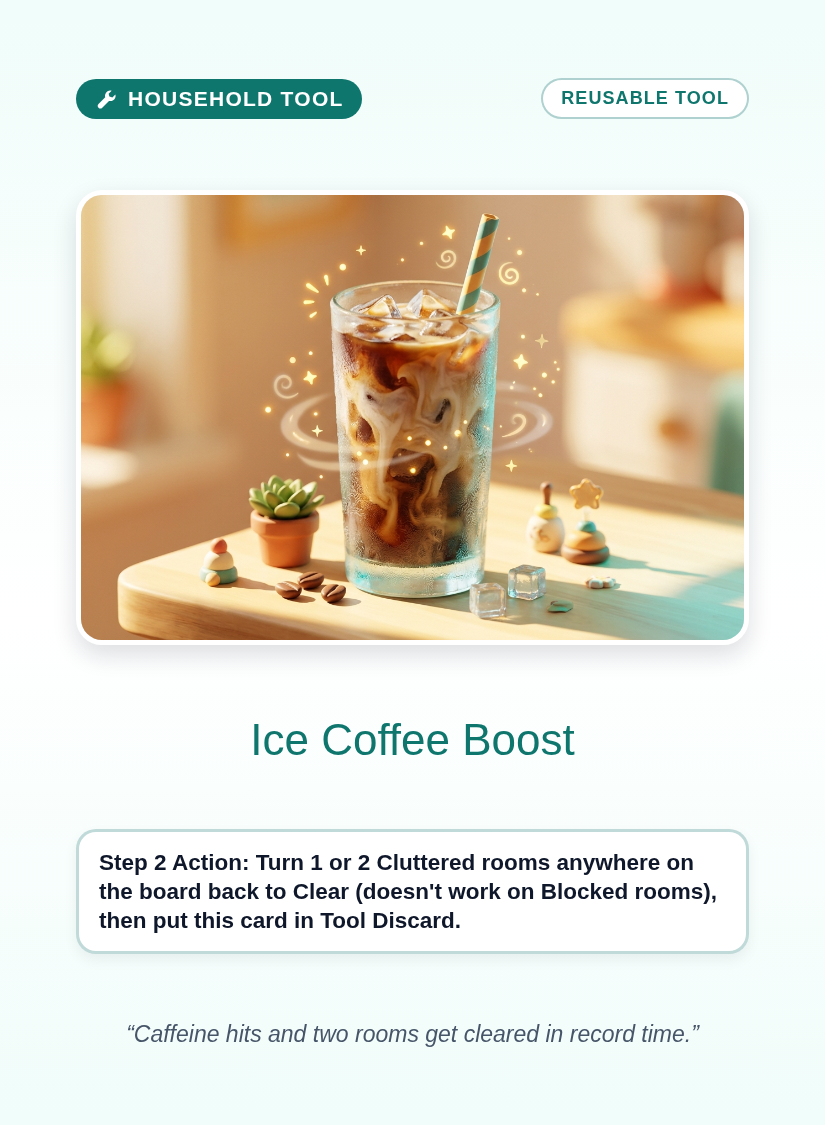 HOUSEHOLD TOOL
REUSABLE TOOL
Ice Coffee Boost
Step 2 Action: Turn 1 or 2 Cluttered rooms anywhere on
the board back to Clear (doesn't work on Blocked rooms),
then put this card in Tool Discard.
“Caffeine hits and two rooms get cleared in record time.”